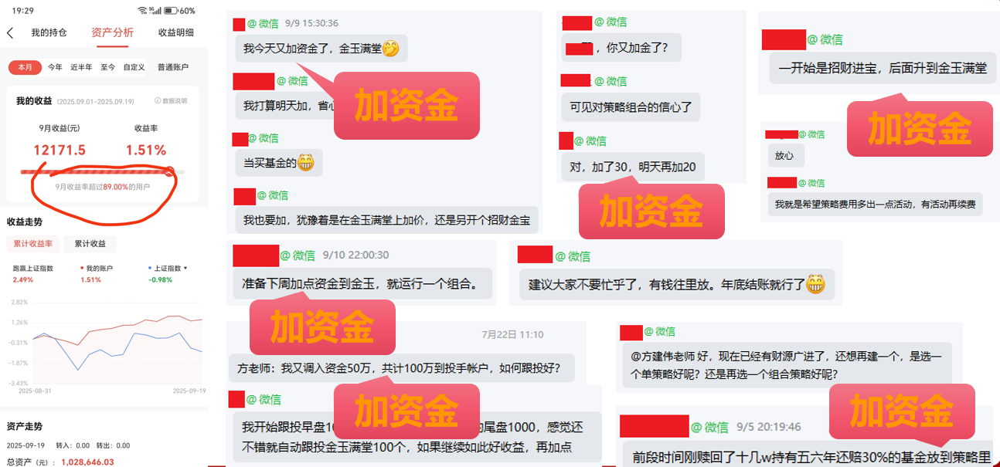 19:29
5G
60%
我的持仓
资产分析
收益明细
本月
今年
近半年
至今
自定义
普通账户
我的收益 (2025.09.01-2025.09.19)
数据说明
9月收益(元)
收益率
12171.5
1.51%
9月收益率超过89.00%的用户
收益走势
累计收益率
累计收益
跑赢上证指数
我的账户
上证指数
2.49%
1.51%
-0.98%
2.82%
1.26%
-0.31%
-1.87%
-3.43%
2025-08-31
2025-09-19
资产走势
2025-09-19 转入：0.00 转出：0.00
总资产（元）：1,028,646.03
@ 微信 9/9 15:30:36
我今天又加资金了，金玉满堂
@ 微信
我打算明天加，省心
加资金
@ 微信
当买基金的
@ 微信
我也要加，犹豫着是在金玉满堂上加价，还是另开个招财金宝
@ 微信
，你又加金了?
@ 微信
可见对策略组合的信心了
@ 微信
对，加了30，明天再加20
加资金
@ 微信
一开始是招财进宝，后面升到金玉满堂
加资金
@微信
放心
@微信
我就是希望策略费用多出一点活动，有活动再续费
@ 微信 9/10 22:00:30
准备下周加点资金到金玉，就运行一个组合。
加资金
@ 微信
建议大家不要忙乎了，有钱往里放。年底结账就行了
7月22日 11:10
方老师：我又调入资金50万，共计100万到投手帐户，如何跟投好?
加资金
@ 微信
我开始跟投早盘10
的尾盘1000，感觉还
不错就自动跟投金玉满堂100个，如果继续如此好收益，再加点
@ 微信
@方建伟老师 好，现在已经有财源广进了，还想再建一个，是选一
个单策略好呢? 还是再选一个组合策略好呢?
加资金
@ 微信 9/5 20:19:46
前段时间刚赎回了十几w持有五六年还赔30%的基金放到策略里